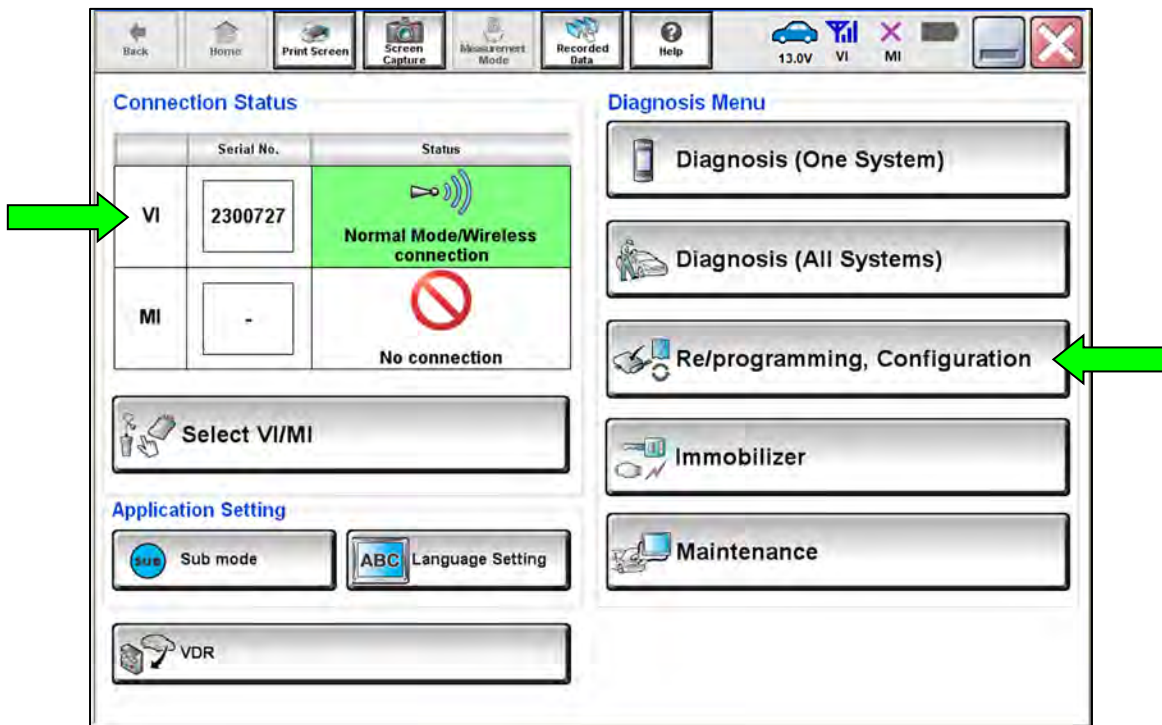 Back
Home
Print Screen
Screen
Capture
Measurement
Mode
Recorded
Data
?
Help
13.0V
VI
MI
Connection Status
Serial No.
Status
VI
2300727
Normal Mode/Wireless
connection
MI
-
No connection
Select VI/MI
Application Setting
SUB
Sub mode
ABC
Language Setting
VDR
Diagnosis Menu
Diagnosis (One System)
Diagnosis (All Systems)
Re/programming, Configuration
Immobilizer
Maintenance